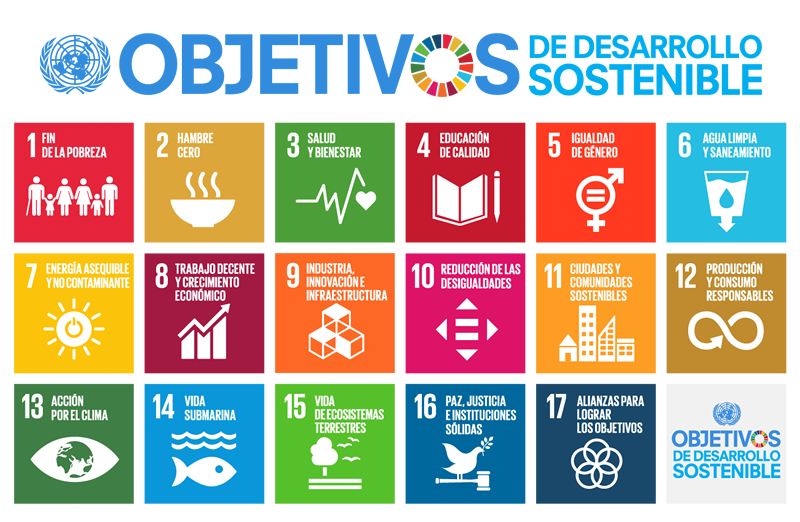 OBJETIVOS
DE DESARROLLO
SOSTENIBLE
1 FIN
DE LA POBREZA
2 HAMBRE
CERO
3 SALUD
Y BIENESTAR
4 EDUCACIÓN
DE CALIDAD
5 IGUALDAD
DE GÉNERO
6 AGUA LIMPIA
Y SANEAMIENTO
7 ENERGÍA ASEQUIBLE
Y NO CONTAMINANTE
8 TRABAJO DECENTE
Y CRECIMIENTO
ECONÓMICO
9 INDUSTRIA,
INNOVACIÓN E
INFRAESTRUCTURA
10 REDUCCIÓN DE LAS
DESIGUALDADES
11 CIUDADES Y
COMUNIDADES
SOSTENIBLES
12 PRODUCCIÓN
Y CONSUMO
RESPONSABLES
13 ACCIÓN
POR EL CLIMA
14 VIDA
SUBMARINA
15 VIDA
DE ECOSISTEMAS
TERRESTRES
16 PAZ, JUSTICIA
E INSTITUCIONES
SÓLIDAS
17 ALIANZAS PARA
LOGRAR
LOS OBJETIVOS
OBJETIVOS
DE DESARROLLO
SOSTENIBLE